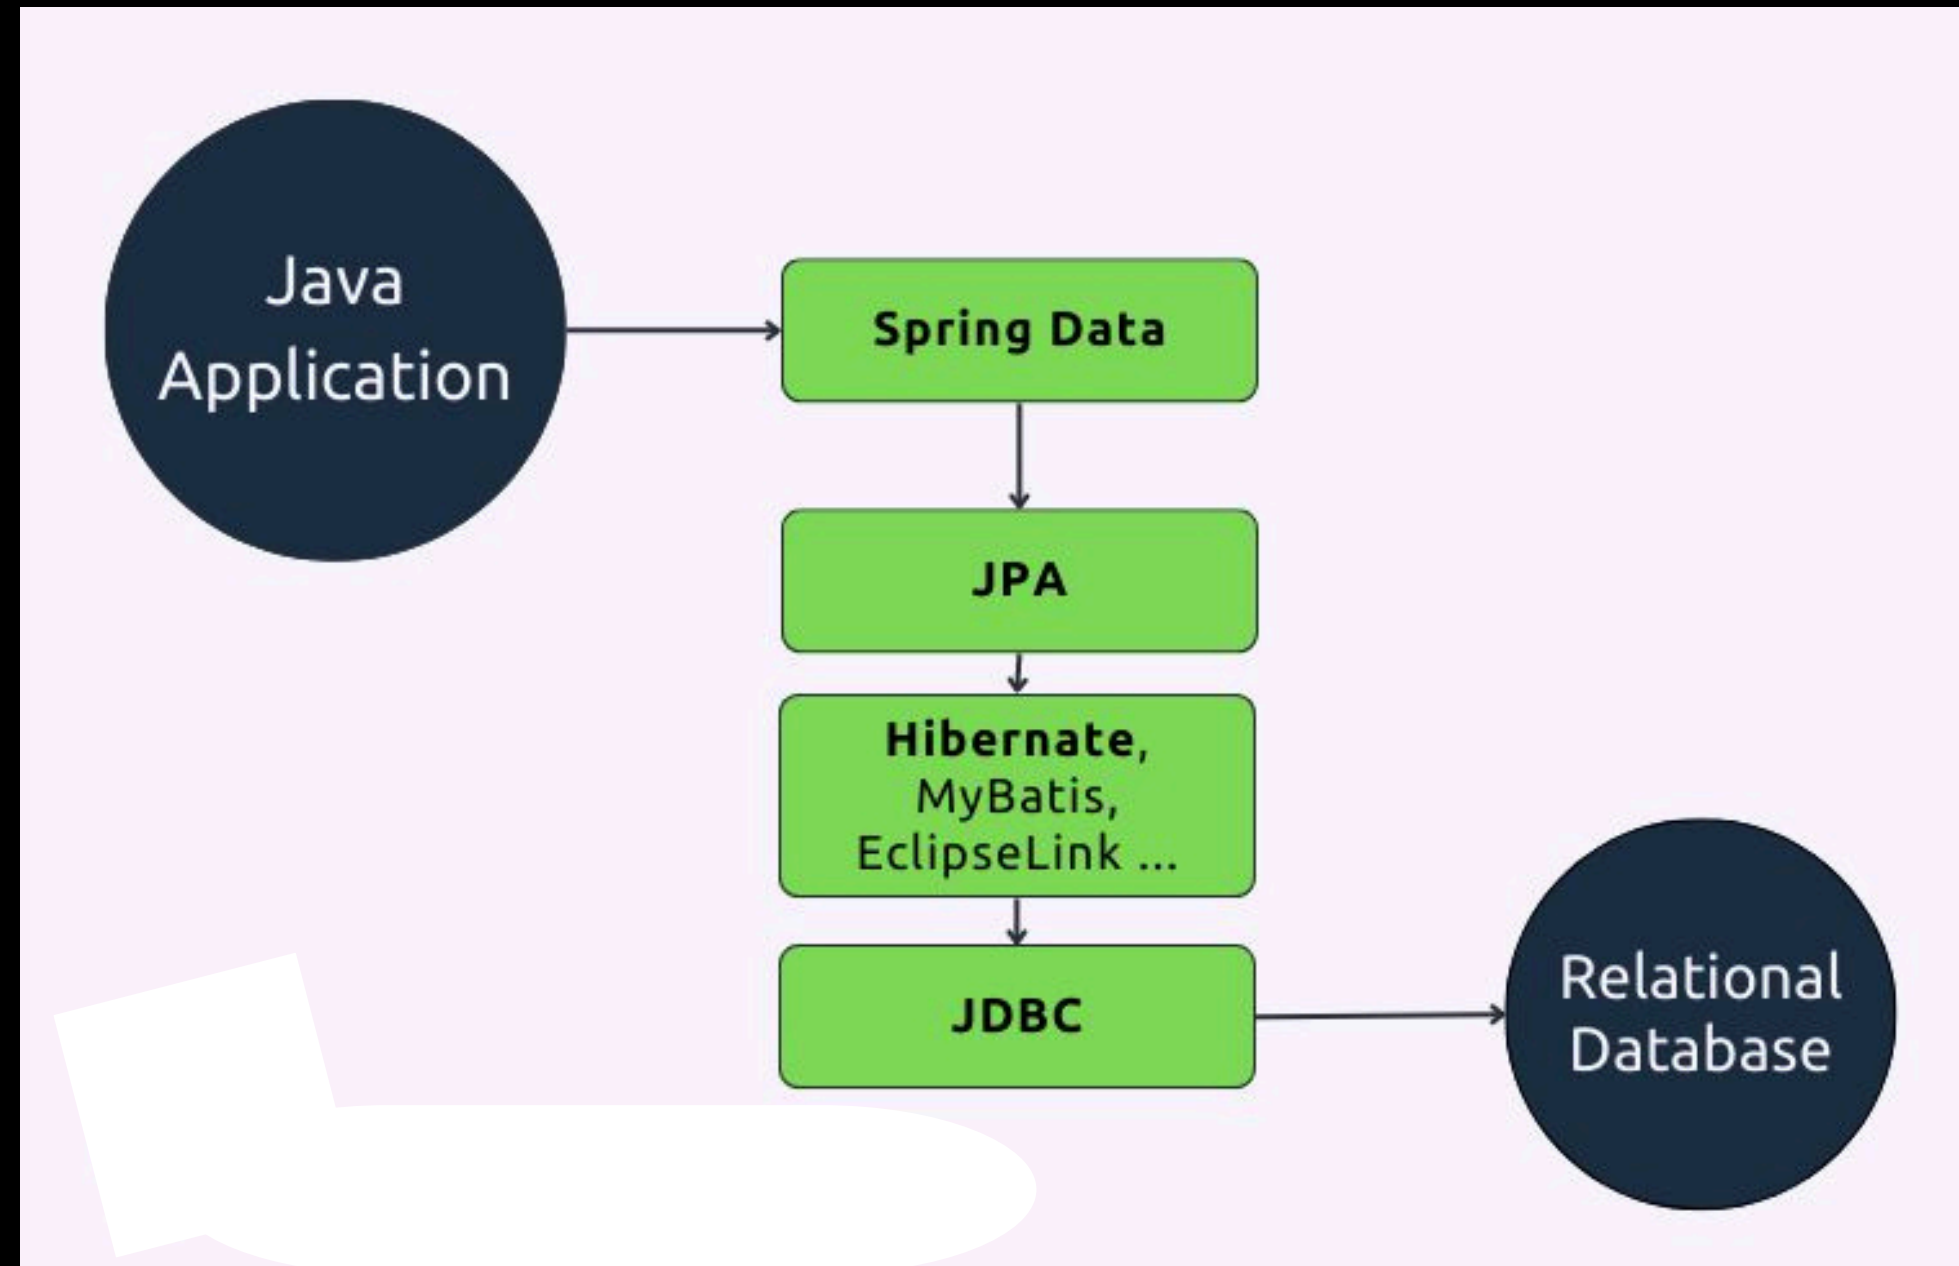 Java
Application
Spring Data
JPA
Hibernate,
MyBatis,
EclipseLink ...
JDBC
Relational
Database